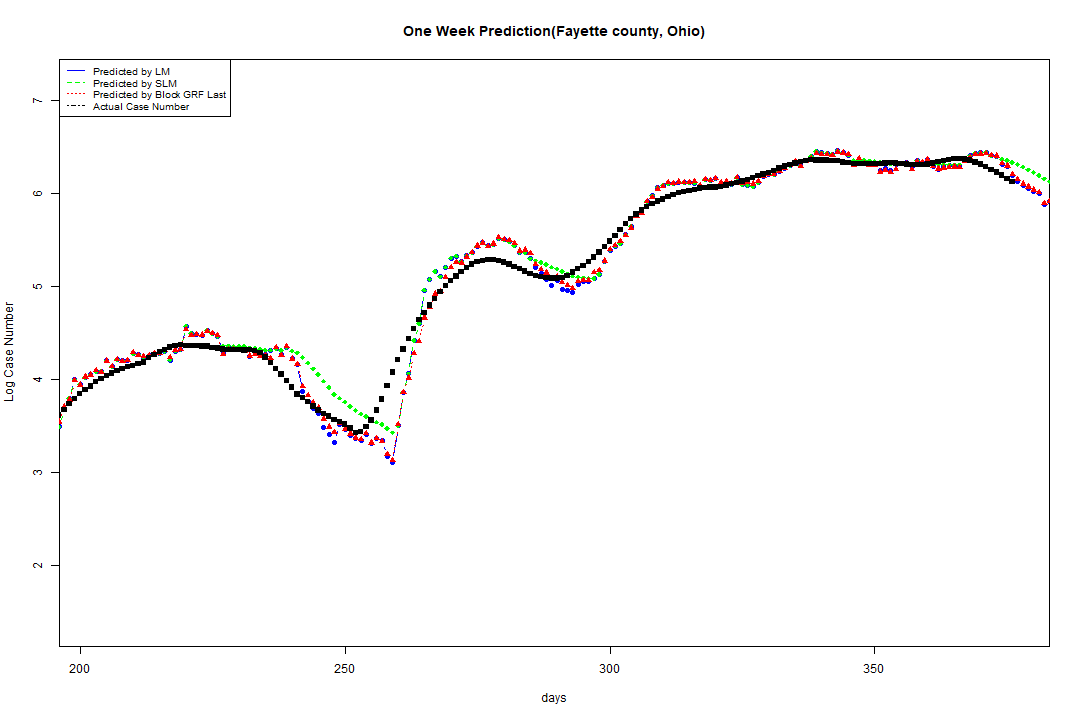 One Week Prediction(Fayette county, Ohio)
Predicted by LM
Predicted by SLM
Predicted by Block GRF Last
Actual Case Number
Log Case Number
7
6
5
4
3
2
200 250 300 350
days